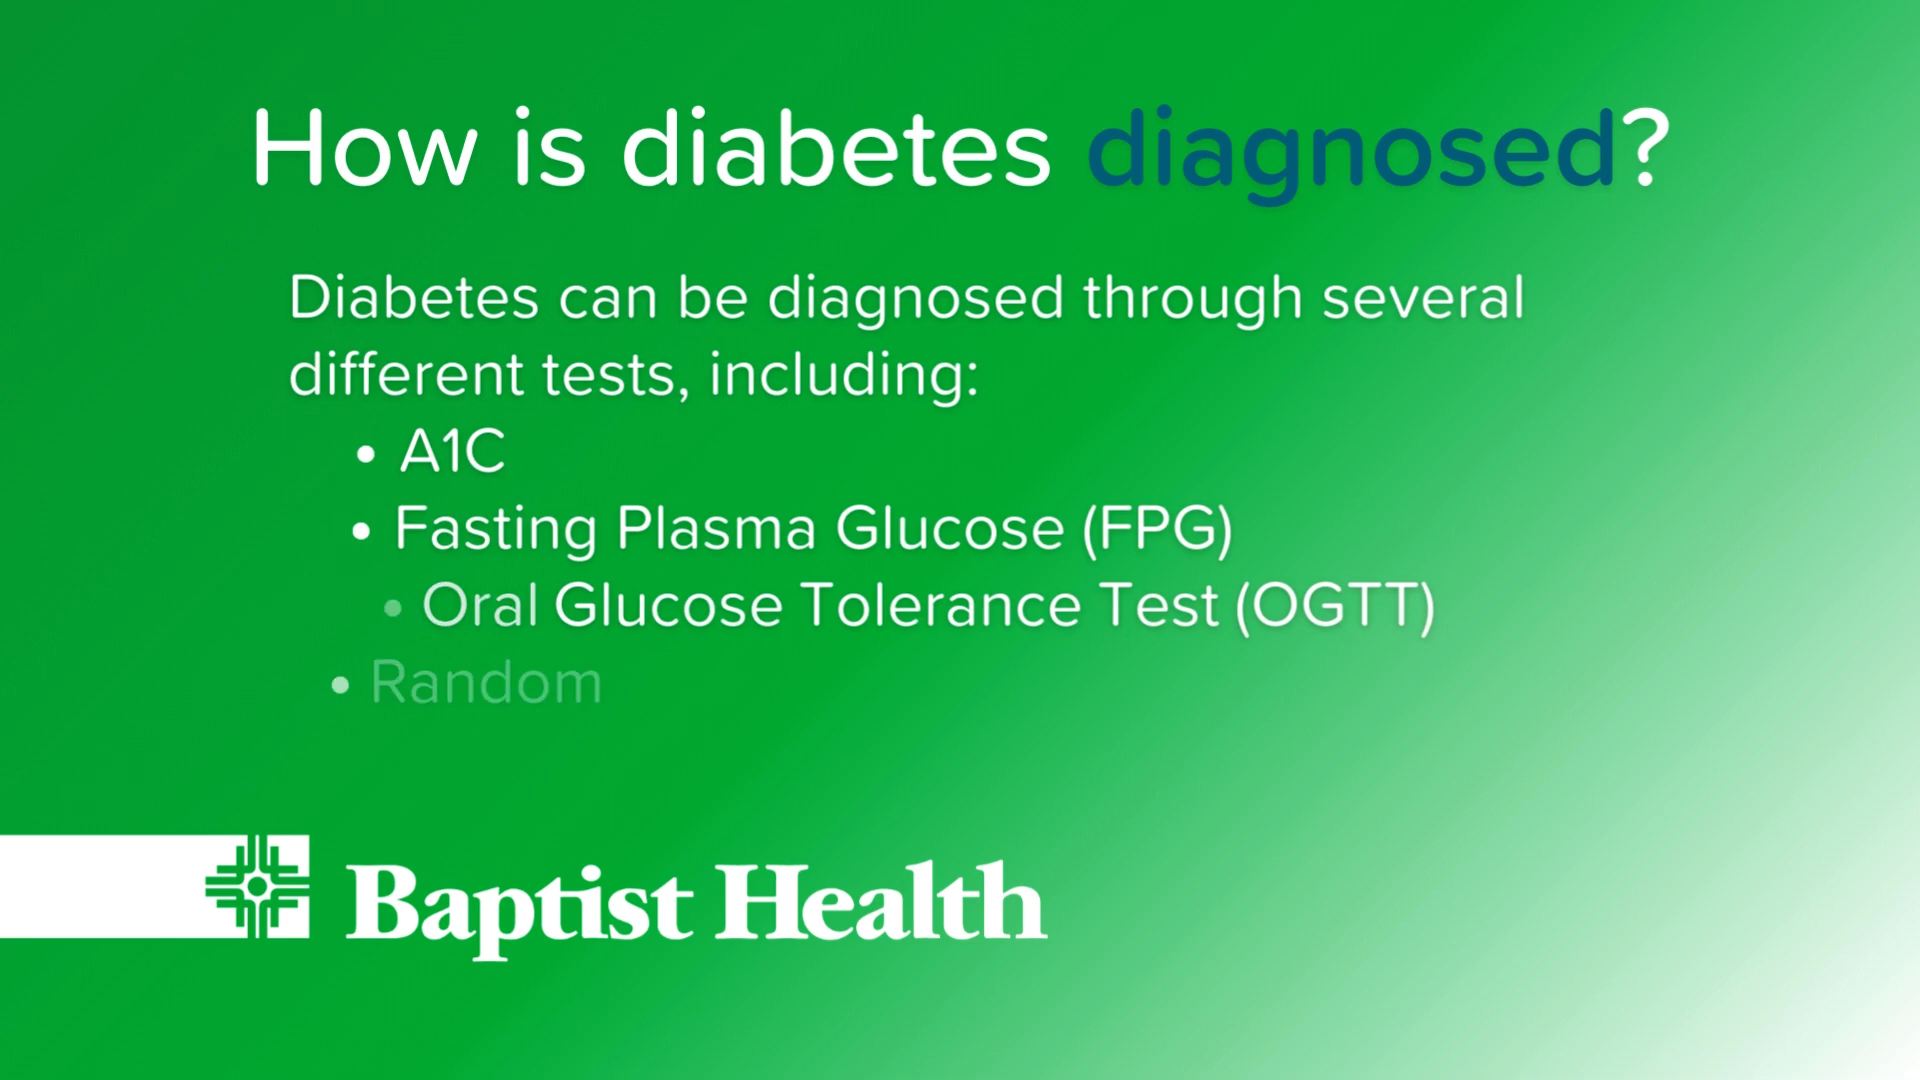 How is diabetes diagnosed?
Diabetes can be diagnosed through several
different tests, including:
• A1C
• Fasting Plasma Glucose (FPG)
• Oral Glucose Tolerance Test (OGTT)
• Random
Baptist Health